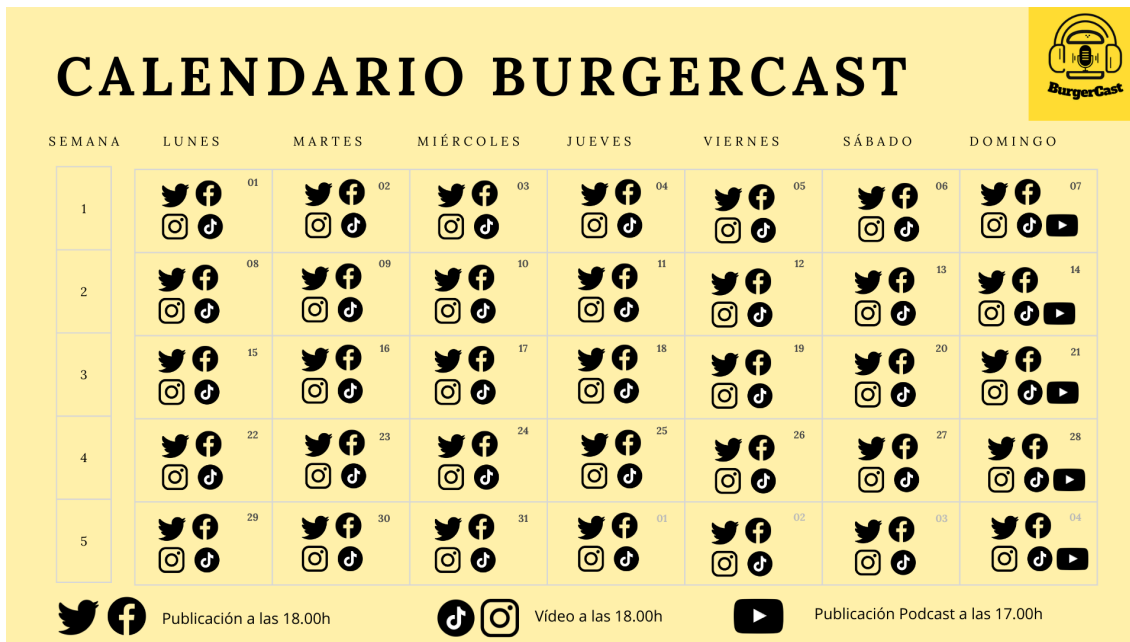 CALENDARIO BURGERCAST
BurgerCast
SEMANA LUNES MARTES MIÉRCOLES JUEVES VIERNES SÁBADO DOMINGO
1 01 02 03 04 05 06 07
2 08 09 10 11 12 13 14
3 15 16 17 18 19 20 21
4 22 23 24 25 26 27 28
5 29 30 31 01 02 03 04
Publicación a las 18.00h
Vídeo a las 18.00h
Publicación Podcast a las 17.00h